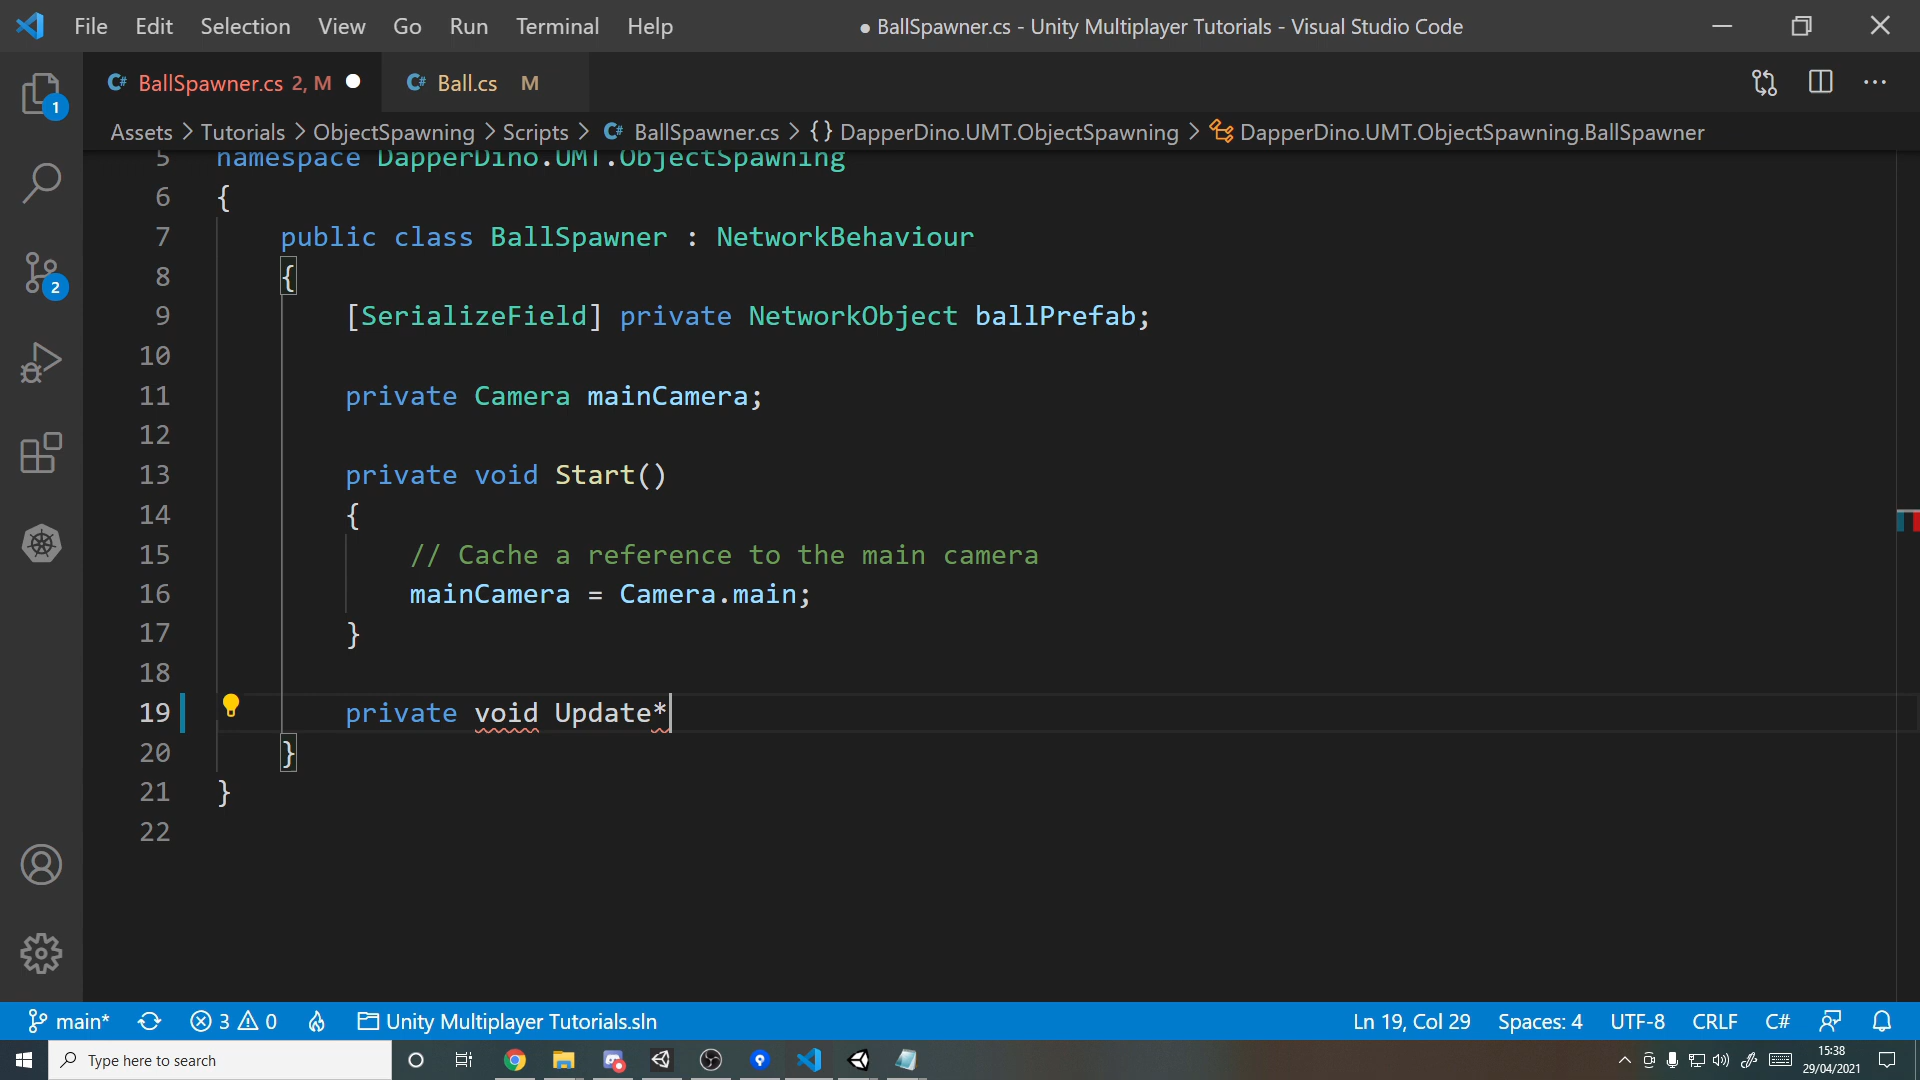 File Edit Selection View Go Run Terminal Help ● BallSpawner.cs - Unity Multiplayer Tutorials - Visual Studio Code
BallSpawner.cs 2, M ● Ball.cs M
Assets > Tutorials > ObjectSpawning > Scripts > BallSpawner.cs > {} DapperDino.UMT.ObjectSpawning > DapperDino.UMT.ObjectSpawning.BallSpawner
5 namespace DapperDino.UMT.ObjectSpawning
6 {
7 public class BallSpawner : NetworkBehaviour
8 {
9 [SerializeField] private NetworkObject ballPrefab;
10
11 private Camera mainCamera;
12
13 private void Start()
14 {
15 // Cache a reference to the main camera
16 mainCamera = Camera.main;
17 }
18
19 private void Update*
20 }
21 }
22
1
2
main* 3 0 Unity Multiplayer Tutorials.sln Ln 19, Col 29 Spaces: 4 UTF-8 CRLF C#
Type here to search 15:38
29/04/2021